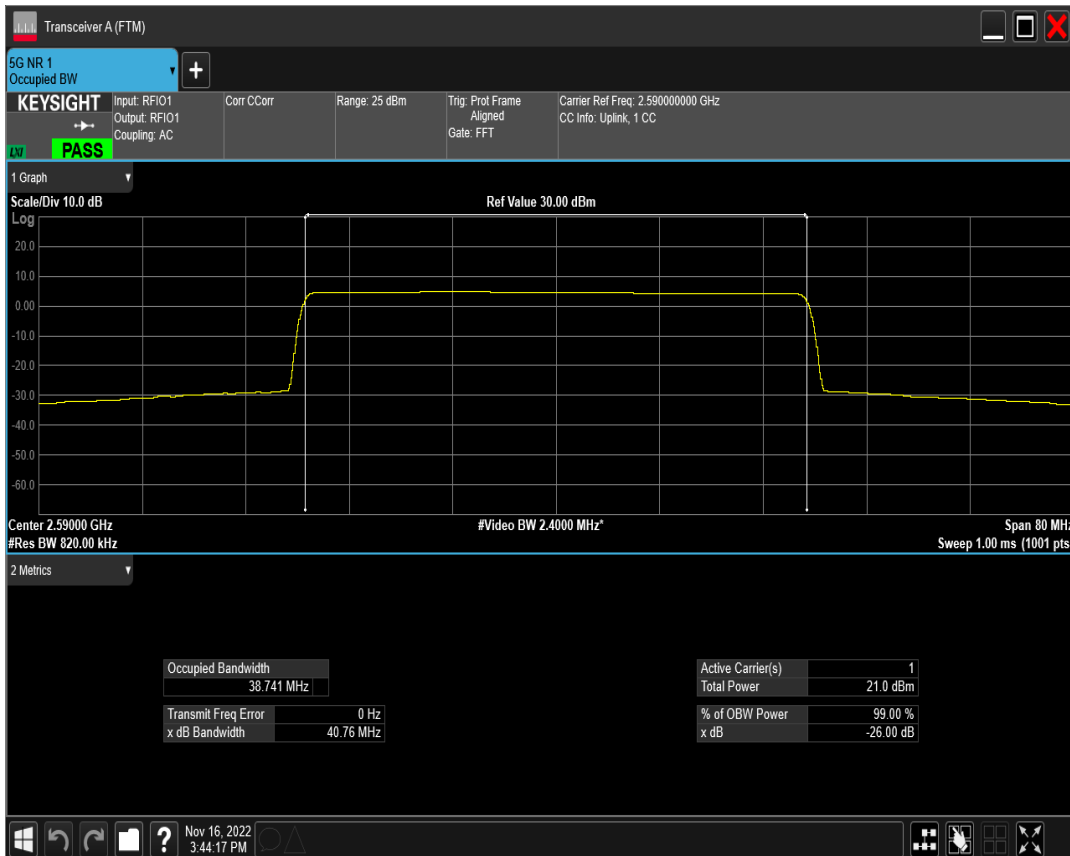 Transceiver A (FTM)
5G NR 1
Occupied BW
+
KEYSIGHT
LXI
PASS
Input: RFIO1
Output: RFIO1
Coupling: AC
Corr CCorr
Range: 25 dBm
Trig: Prot Frame
Aligned
Gate: FFT
Carrier Ref Freq: 2.590000000 GHz
CC Info: Uplink, 1 CC
1 Graph
Scale/Div 10.0 dB
Ref Value 30.00 dBm
Log
20.0
10.0
0.00
-10.0
-20.0
-30.0
-40.0
-50.0
-60.0
Center 2.59000 GHz
#Video BW 2.4000 MHz*
Span 80 MHz
#Res BW 820.00 kHz
Sweep 1.00 ms (1001 pts
2 Metrics
Occupied Bandwidth
38.741 MHz
Transmit Freq Error 0 Hz
x dB Bandwidth 40.76 MHz
Active Carrier(s) 1
Total Power 21.0 dBm
% of OBW Power 99.00 %
x dB -26.00 dB
?
Nov 16, 2022
3:44:17 PM